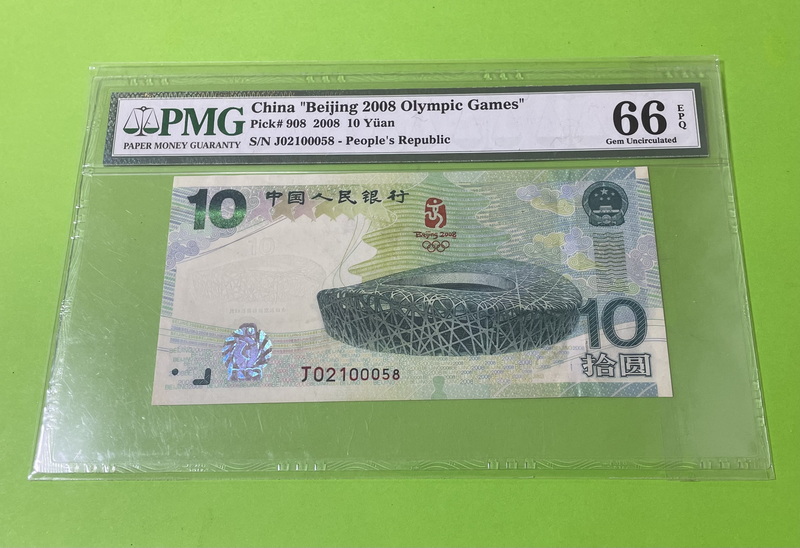 PMG
PAPER MONEY GUARANTY
China "Beijing 2008 Olympic Games"
Pick# 908 2008 10 Yüan
S/N J02100058 - People's Republic
66
EPQ
Gem Uncirculated
10
中国人民银行
Beijing 2008
J02100058
10
拾圆